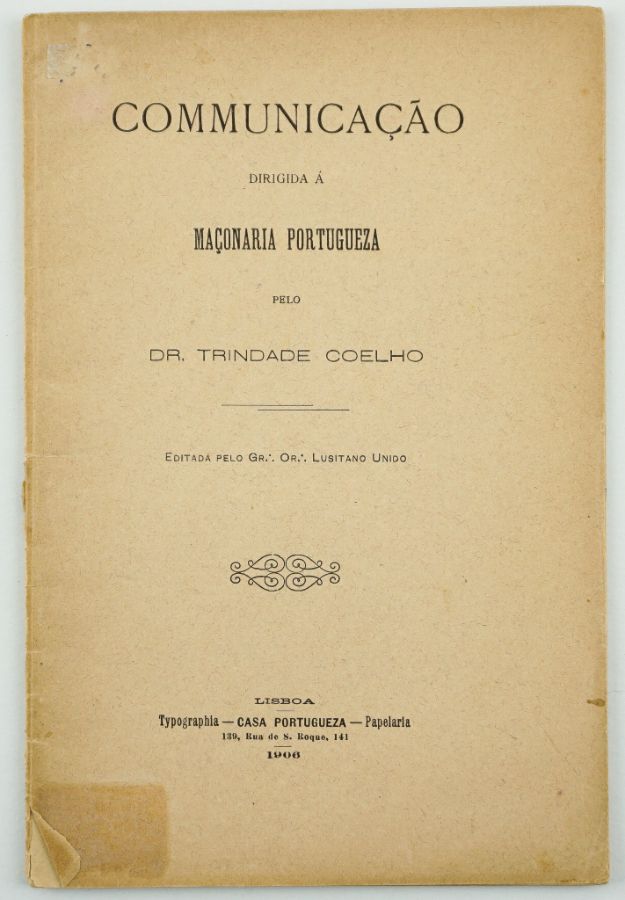 COMMUNICAÇÃO
DIRIGIDA Á
MAÇONARIA PORTUGUEZA
PELO
DR. TRINDADE COELHO
EDITADA PELO GR.·. OR.·. LUSITANO UNIDO
LISBOA
Typographia — CASA PORTUGUEZA — Papelaria
139, Rua de S. Roque, 141
1906